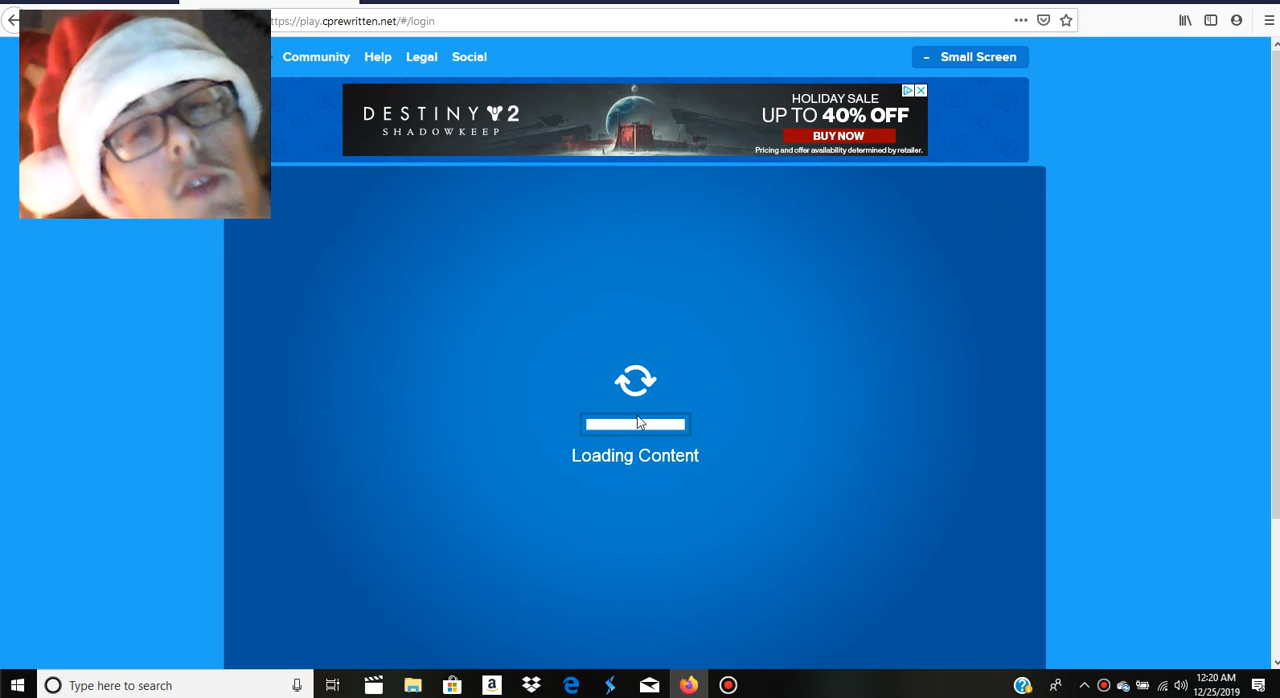 ttps://play.cprewritten.net/#/login
Community Help Legal Social
- Small Screen
DESTINY 2
SHADOWKEEP
HOLIDAY SALE
UP TO 40% OFF
BUY NOW
Pricing and offer availability determined by retailer.
Loading Content
Type here to search
12:20 AM
12/25/2019